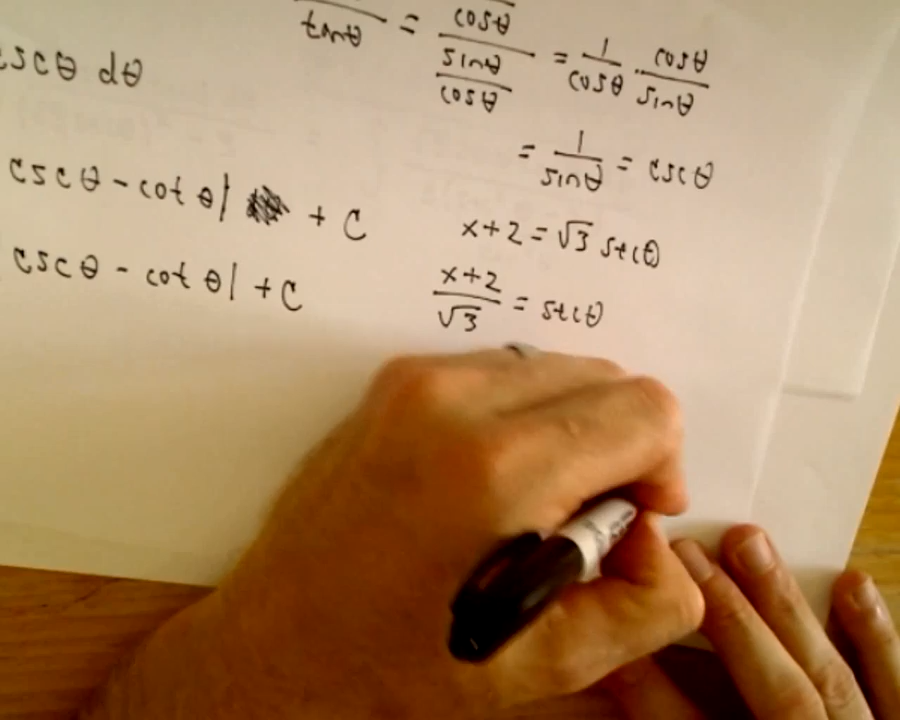 cscθ dθ
cscθ - cotθ| + C
cscθ - cotθ| + C
tanθ = cosθ / (sinθ / cosθ) = 1/cosθ · cosθ/sinθ
= 1/sinθ = cscθ
x+2 = √3 secθ
(x+2)/√3 = secθ